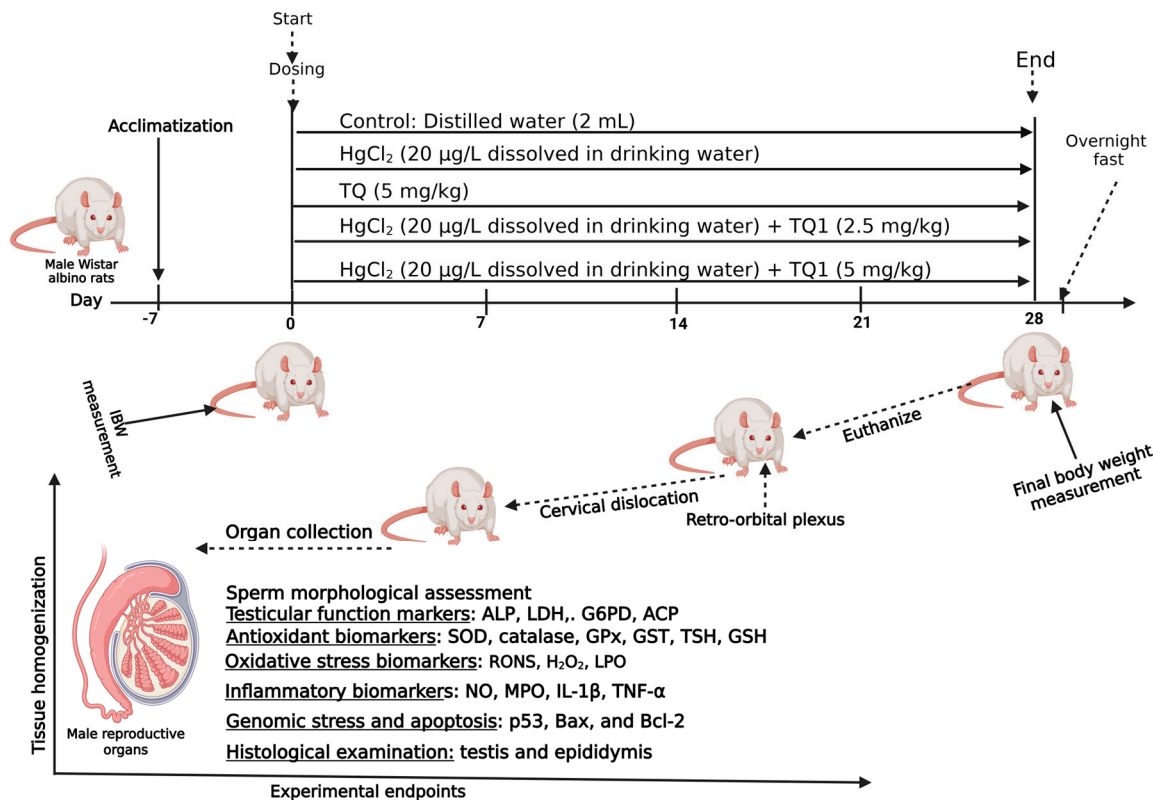 Start
Dosing
End
Acclimatization
Control: Distilled water (2 mL)
HgCl₂ (20 µg/L dissolved in drinking water)
TQ (5 mg/kg)
HgCl₂ (20 µg/L dissolved in drinking water) + TQ1 (2.5 mg/kg)
HgCl₂ (20 µg/L dissolved in drinking water) + TQ1 (5 mg/kg)
Overnight
fast
Male Wistar
albino rats
Day
-7
0
7
14
21
28
IBW
measurement
Euthanize
Final body weight
measurement
Cervical dislocation
Retro-orbital plexus
Organ collection
Tissue homogenization
Male reproductive
organs
Sperm morphological assessment
Testicular function markers: ALP, LDH,. G6PD, ACP
Antioxidant biomarkers: SOD, catalase, GPx, GST, TSH, GSH
Oxidative stress biomarkers: RONS, H₂O₂, LPO
Inflammatory biomarkers: NO, MPO, IL-1β, TNF-α
Genomic stress and apoptosis: p53, Bax, and Bcl-2
Histological examination: testis and epididymis
Experimental endpoints